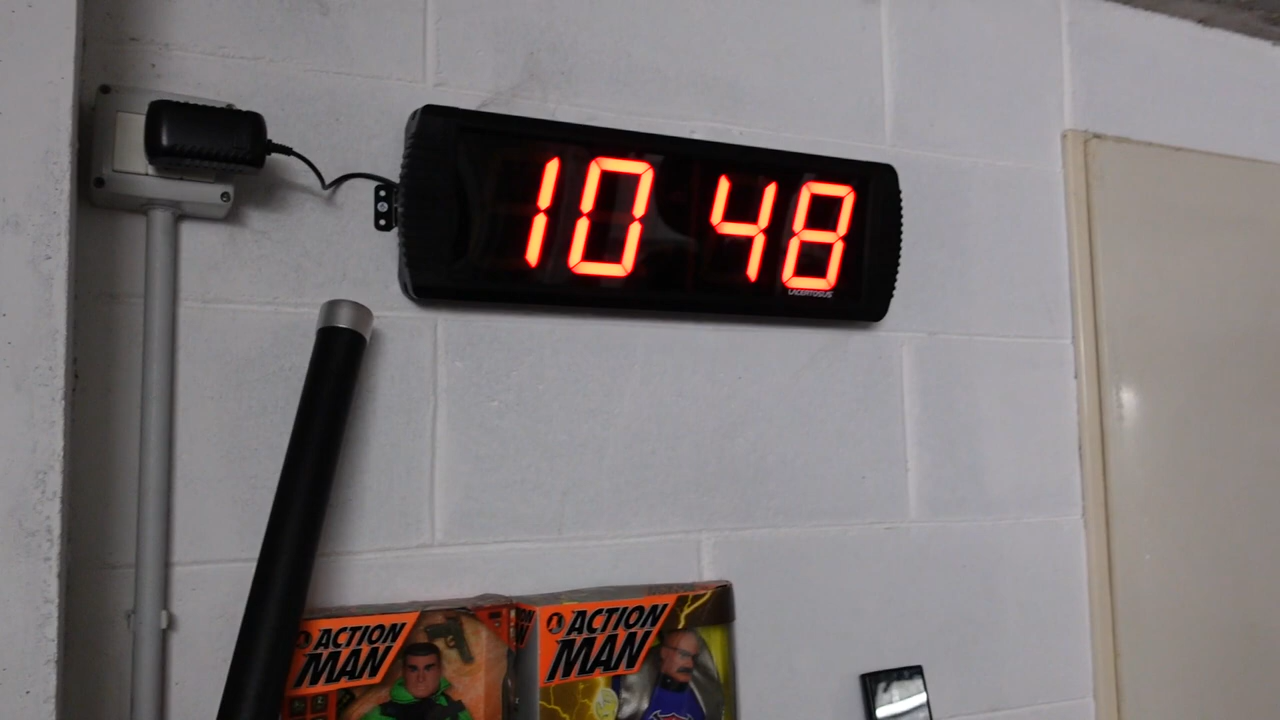 10 48
LACERTOSUS
ACTION
MAN
ACTION
MAN